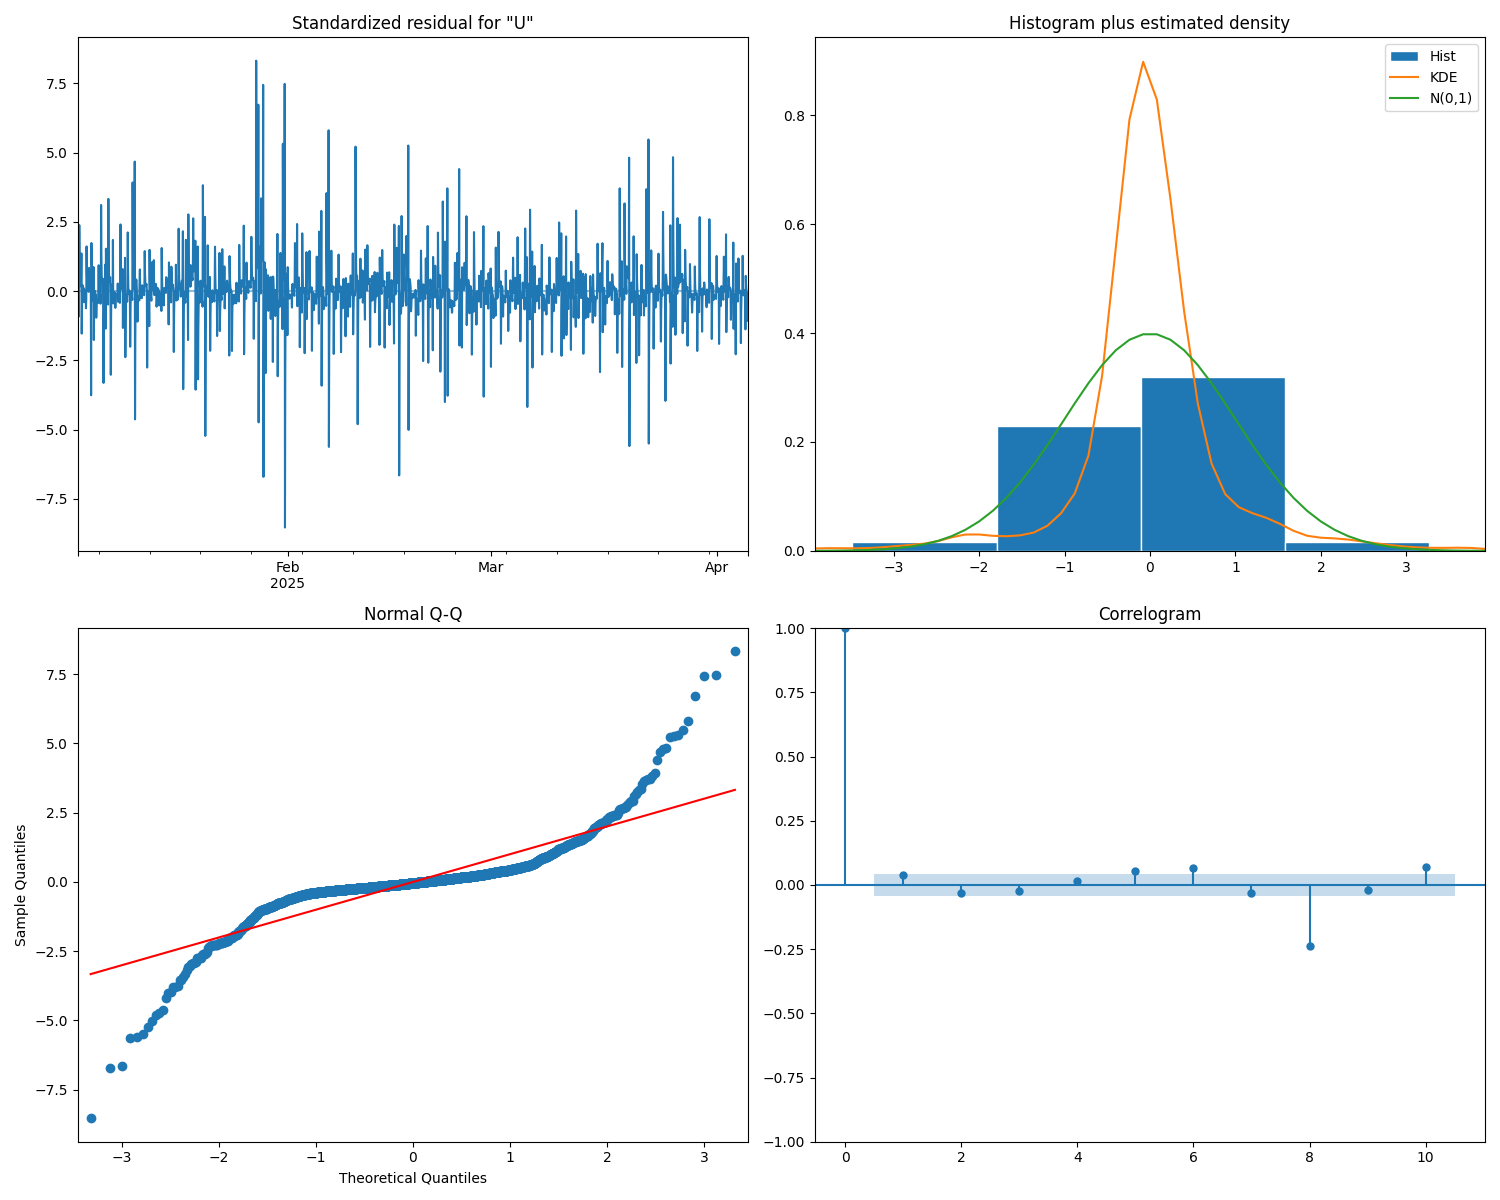 Standardized residual for "U"
7.5
5.0
2.5
0.0
−2.5
−5.0
−7.5
Feb
2025
Mar
Apr
Histogram plus estimated density
Hist
KDE
N(0,1)
0.8
0.6
0.4
0.2
0.0
−3 −2 −1 0 1 2 3
Normal Q-Q
Sample Quantiles
7.5
5.0
2.5
0.0
−2.5
−5.0
−7.5
−3 −2 −1 0 1 2 3
Theoretical Quantiles
Correlogram
1.00
0.75
0.50
0.25
0.00
−0.25
−0.50
−0.75
−1.00
0 2 4 6 8 10